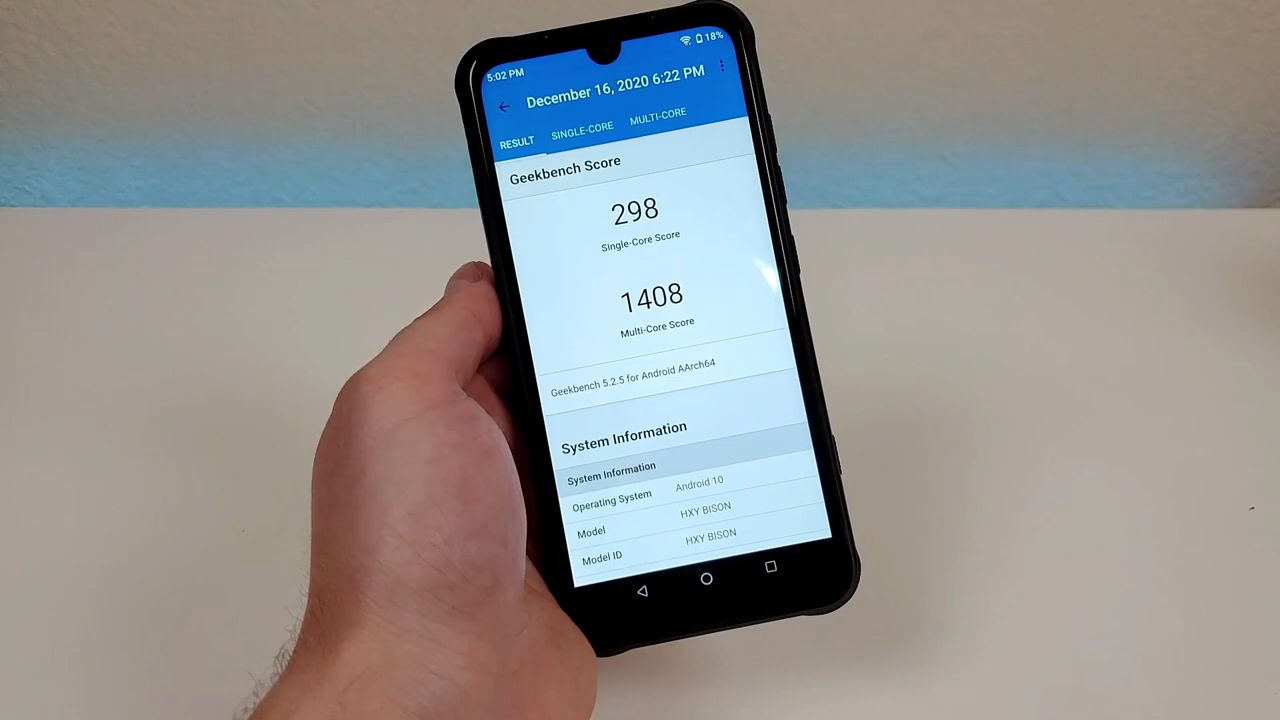 5:02 PM 18%
December 16, 2020 6:22 PM
RESULT SINGLE-CORE MULTI-CORE
Geekbench Score
298
Single-Core Score
1408
Multi-Core Score
Geekbench 5.2.5 for Android AArch64
System Information
System Information
Operating System Android 10
Model HXY BISON
Model ID HXY BISON